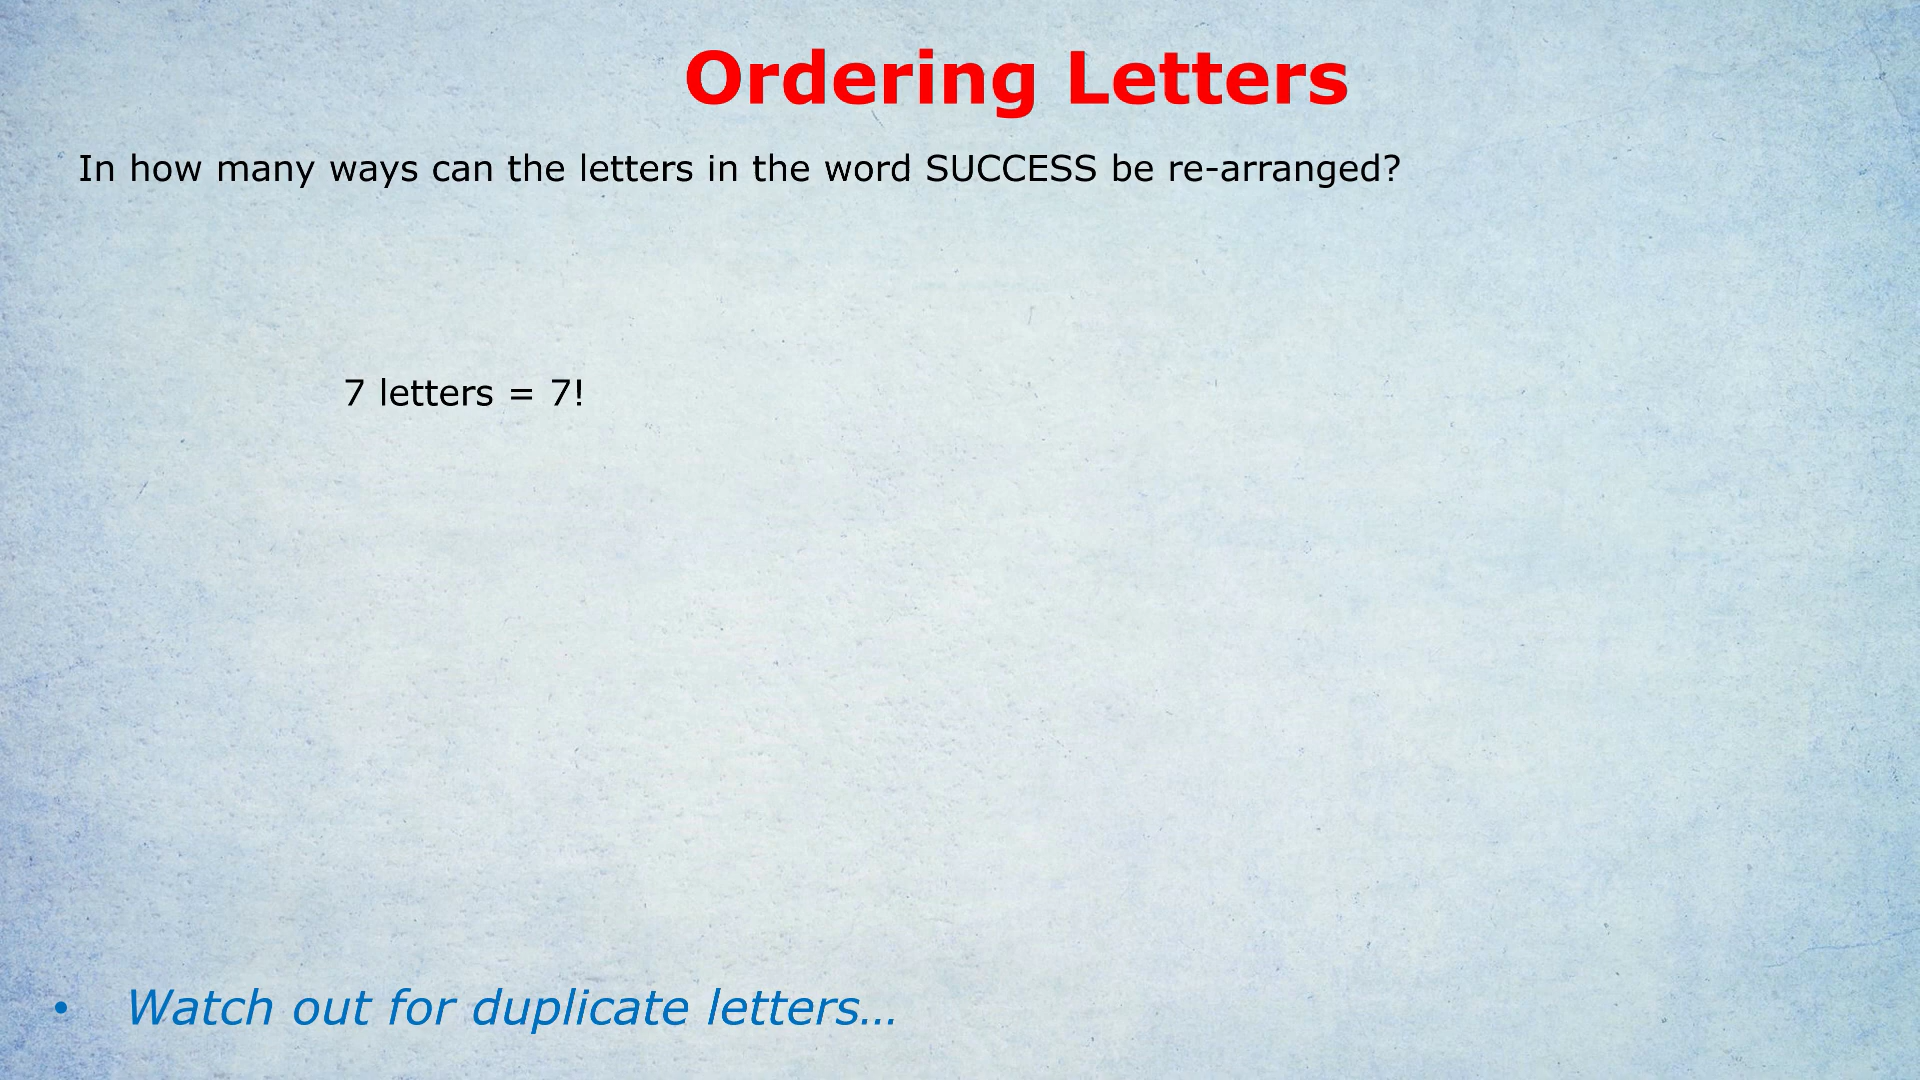 Ordering Letters
In how many ways can the letters in the word SUCCESS be re-arranged?
7 letters = 7!
• Watch out for duplicate letters…